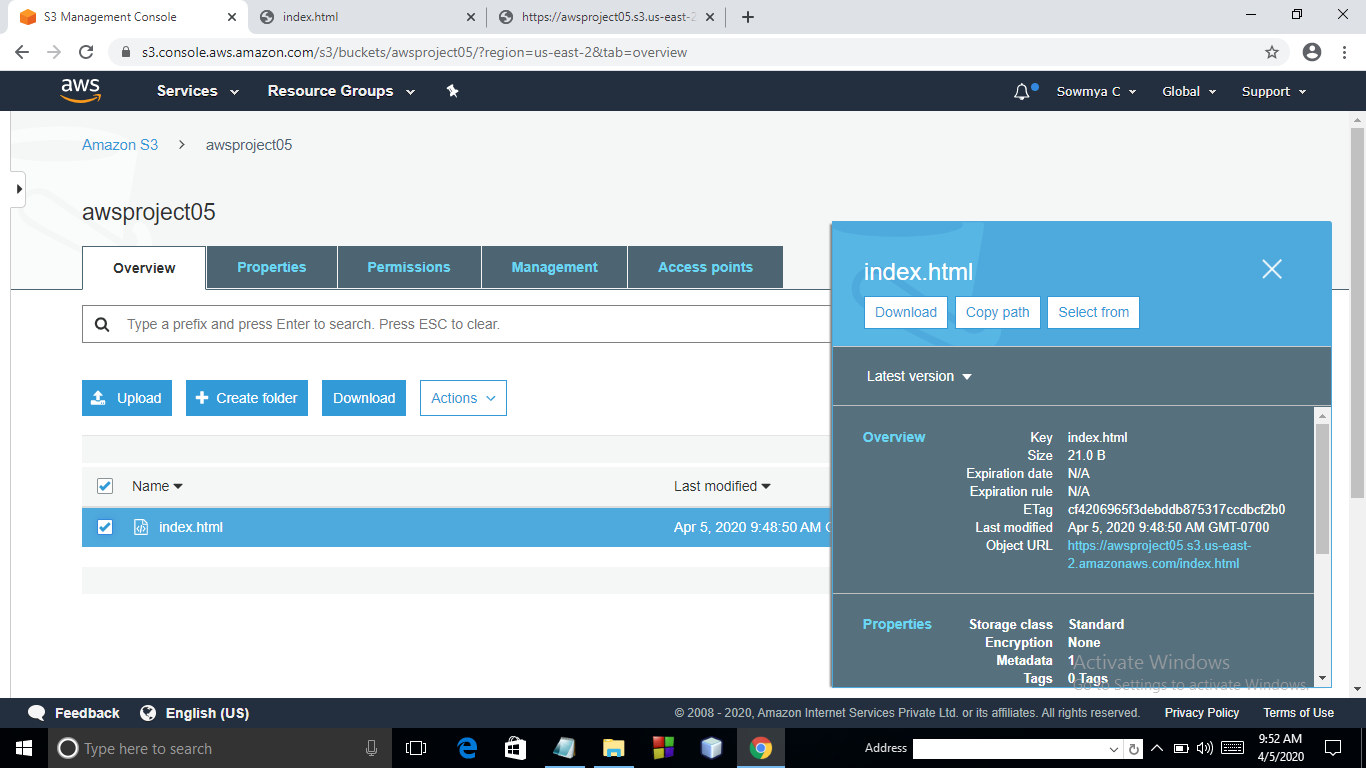 S3 Management Console
index.html
https://awsproject05.s3.us-east-2
s3.console.aws.amazon.com/s3/buckets/awsproject05/?region=us-east-2&tab=overview
aws
Services
Resource Groups
Sowmya C
Global
Support
Amazon S3
awsproject05
awsproject05
Overview
Properties
Permissions
Management
Access points
Type a prefix and press Enter to search. Press ESC to clear.
Upload
Create folder
Download
Actions
Name
Last modified
index.html
Apr 5, 2020 9:48:50 AM
index.html
Download
Copy path
Select from
Latest version
Overview
Key index.html
Size 21.0 B
Expiration date N/A
Expiration rule N/A
ETag cf4206965f3debddb875317ccdbcf2b0
Last modified Apr 5, 2020 9:48:50 AM GMT-0700
Object URL https://awsproject05.s3.us-east-
2.amazonaws.com/index.html
Properties
Storage class Standard
Encryption None
Metadata 1
Tags 0 Tags
Activate Windows
Go to Settings to activate Windows.
Feedback
English (US)
© 2008 - 2020, Amazon Internet Services Private Ltd. or its affiliates. All rights reserved.
Privacy Policy
Terms of Use
Type here to search
Address
9:52 AM
4/5/2020